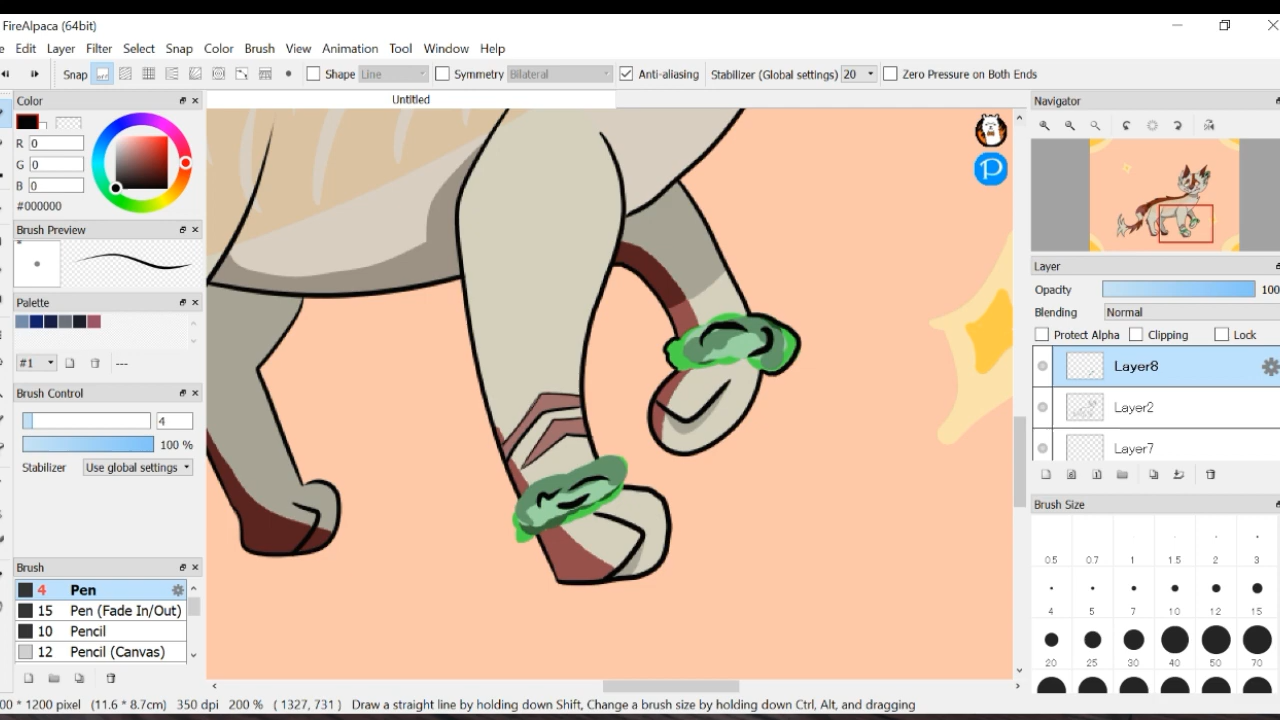 FireAlpaca (64bit)
e Edit Layer Filter Select Snap Color Brush View Animation Tool Window Help
Snap Shape Line Symmetry Bilateral Anti-aliasing Stabilizer (Global settings) 20 Zero Pressure on Both Ends
Color
R 0
G 0
B 0
#000000
Brush Preview
Palette
#1 ---
Brush Control
4
100 %
Stabilizer Use global settings
Brush
4 Pen
15 Pen (Fade In/Out)
10 Pencil
12 Pencil (Canvas)
Untitled
P
Navigator
Layer
Opacity 100
Blending Normal
Protect Alpha Clipping Lock
Layer8
Layer2
Layer7
Brush Size
0.5 0.7 1 1.5 2 3
4 5 7 10 12 15
20 25 30 40 50 70
00 * 1200 pixel (11.6 * 8.7cm) 350 dpi 200 % ( 1327, 731 ) Draw a straight line by holding down Shift, Change a brush size by holding down Ctrl, Alt, and dragging